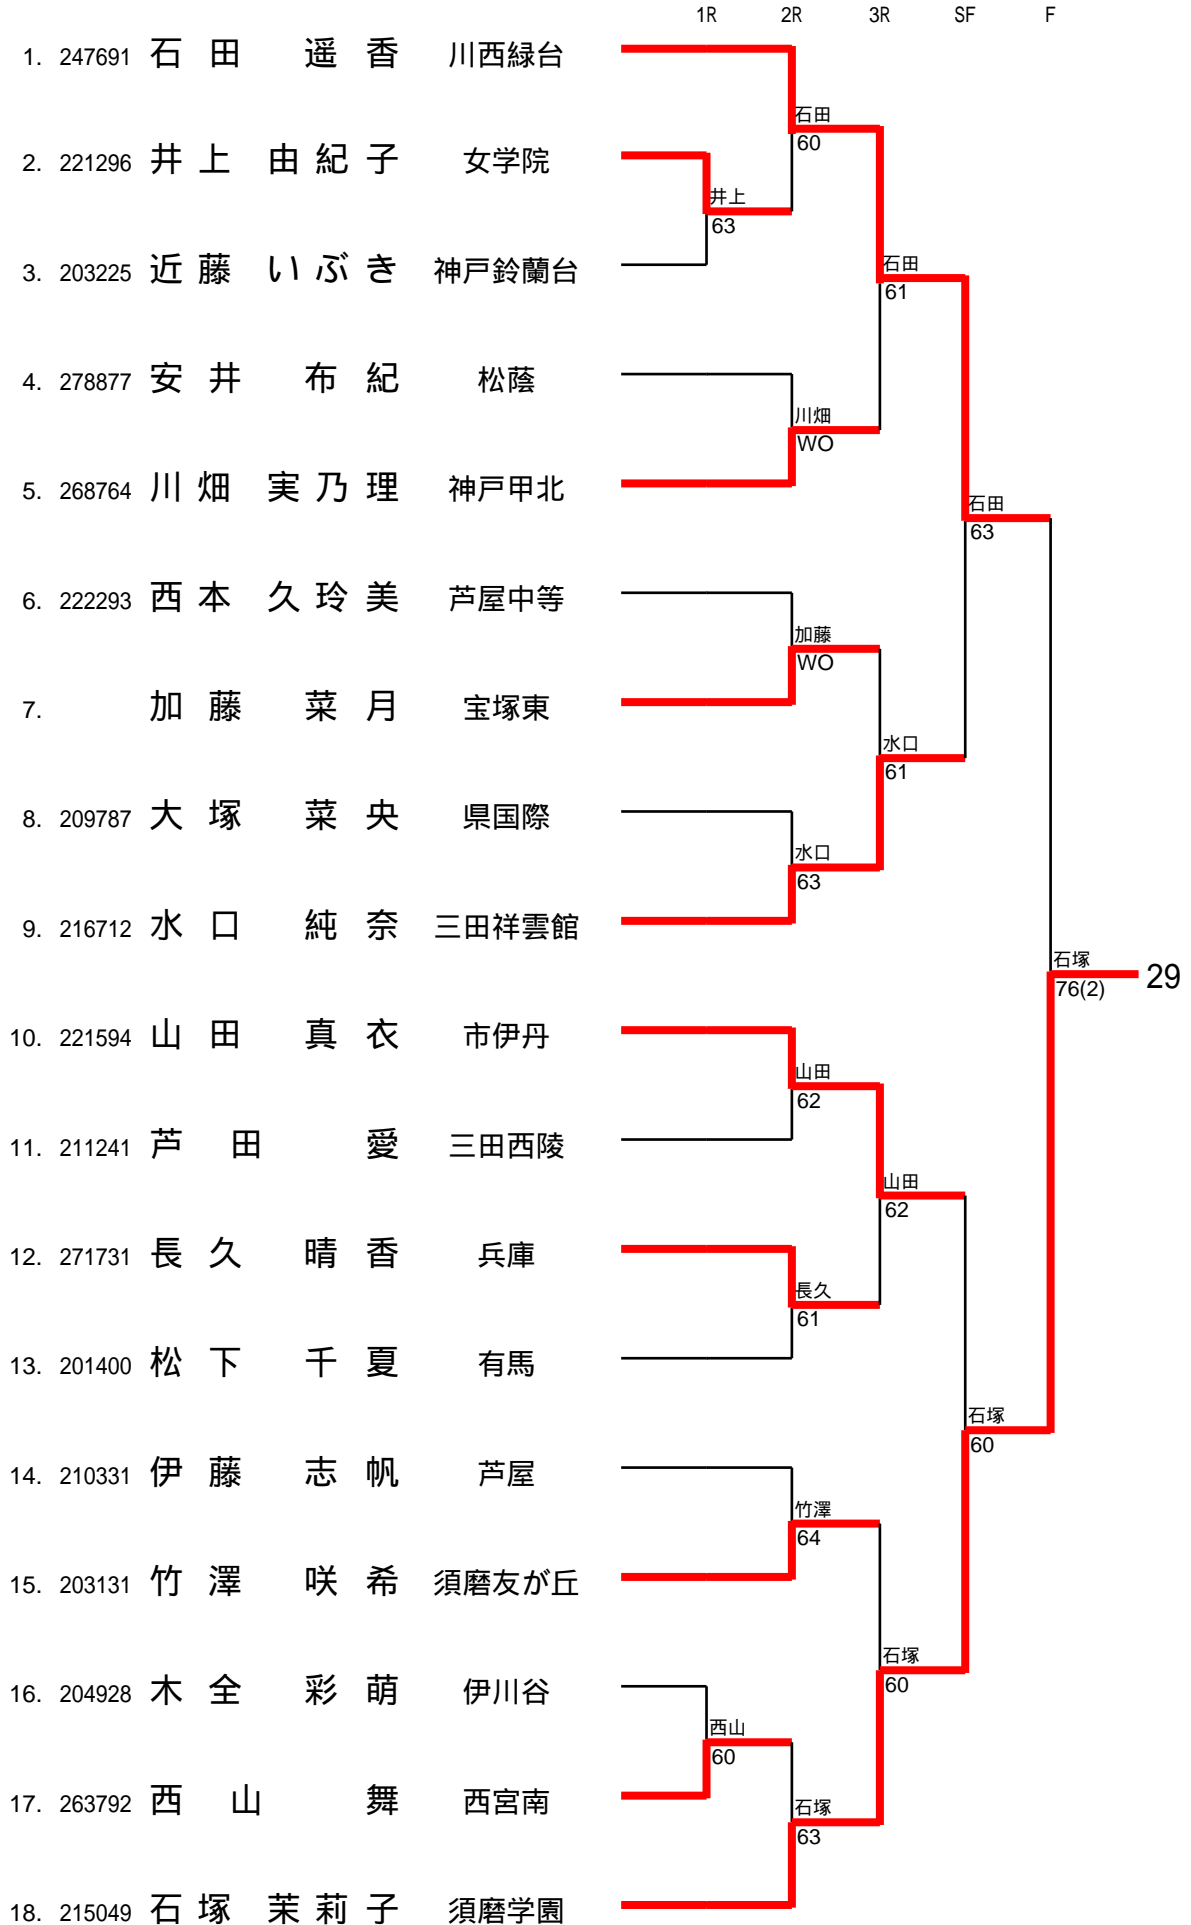 1R 2R 3R SF F
1. 247691 石田 遥香 川西緑台
石田
60
2. 221296 井上 由紀子 女学院
井上
63
3. 203225 近藤 いぶき 神戸鈴蘭台
石田
61
4. 278877 安井 布紀 松蔭
川畑
WO
5. 268764 川畑 実乃理 神戸甲北
石田
63
6. 222293 西本 久玲美 芦屋中等
加藤
WO
7. 加藤 菜月 宝塚東
水口
61
8. 209787 大塚 菜央 県国際
水口
63
9. 216712 水口 純奈 三田祥雲館
石塚
76(2)
29
10. 221594 山田 真衣 市伊丹
山田
62
11. 211241 芦田 愛 三田西陵
山田
62
12. 271731 長久 晴香 兵庫
長久
61
13. 201400 松下 千夏 有馬
石塚
60
14. 210331 伊藤 志帆 芦屋
竹澤
64
15. 203131 竹澤 咲希 須磨友が丘
石塚
60
16. 204928 木全 彩萌 伊川谷
西山
60
17. 263792 西山 舞 西宮南
石塚
63
18. 215049 石塚 茉莉子 須磨学園